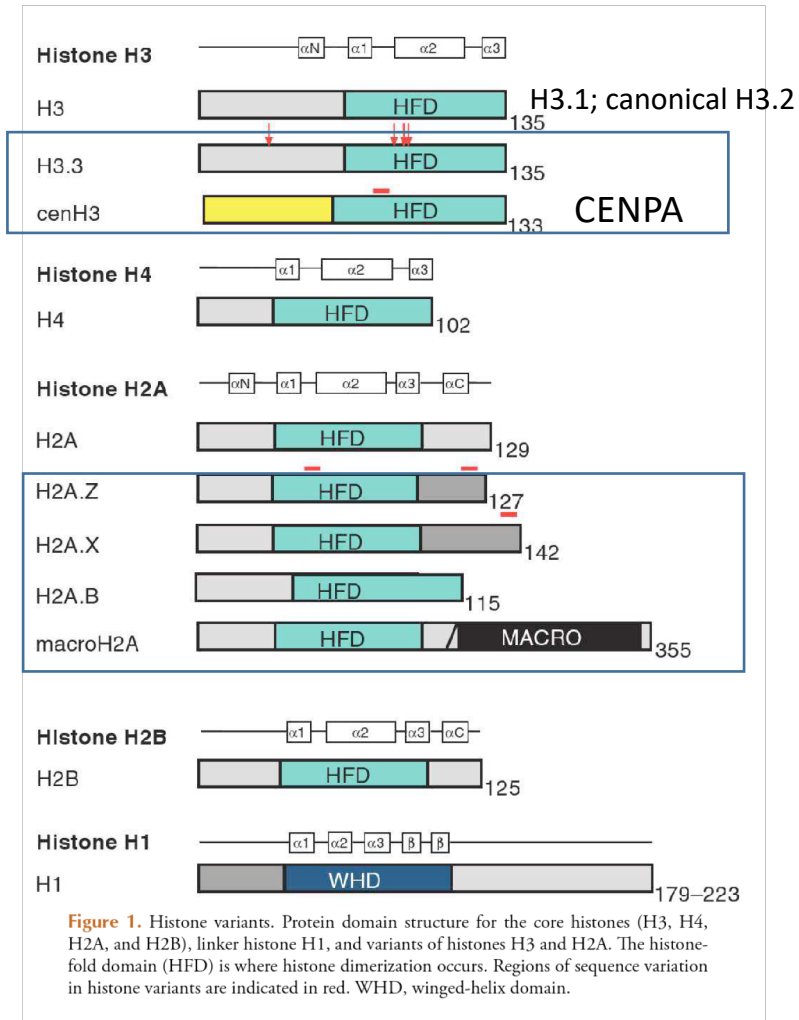 Histone H3
αN α1 α2 α3
H3 HFD 135 H3.1; canonical H3.2
H3.3 HFD 135
cenH3 HFD 133 CENPA
Histone H4
α1 α2 α3
H4 HFD 102
Histone H2A
αN α1 α2 α3 αC
H2A HFD 129
H2A.Z HFD 127
H2A.X HFD 142
H2A.B HFD 115
macroH2A HFD MACRO 355
Histone H2B
α1 α2 α3 αC
H2B HFD 125
Histone H1
α1 α2 α3 β β
H1 WHD 179–223
Figure 1. Histone variants. Protein domain structure for the core histones (H3, H4,
H2A, and H2B), linker histone H1, and variants of histones H3 and H2A. The histone-
fold domain (HFD) is where histone dimerization occurs. Regions of sequence variation
in histone variants are indicated in red. WHD, winged-helix domain.